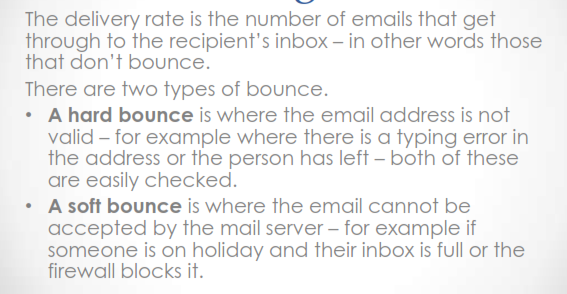 The delivery rate is the number of emails that get
through to the recipient's inbox – in other words those
that don't bounce.
There are two types of bounce.
• A hard bounce is where the email address is not
valid – for example where there is a typing error in
the address or the person has left – both of these
are easily checked.
• A soft bounce is where the email cannot be
accepted by the mail server – for example if
someone is on holiday and their inbox is full or the
firewall blocks it.